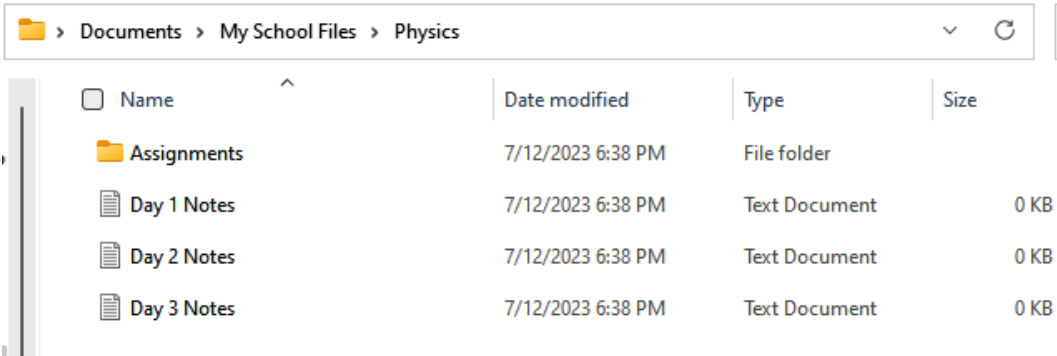 Documents > My School Files > Physics
Name Date modified Type Size
Assignments 7/12/2023 6:38 PM File folder
Day 1 Notes 7/12/2023 6:38 PM Text Document 0 KB
Day 2 Notes 7/12/2023 6:38 PM Text Document 0 KB
Day 3 Notes 7/12/2023 6:38 PM Text Document 0 KB